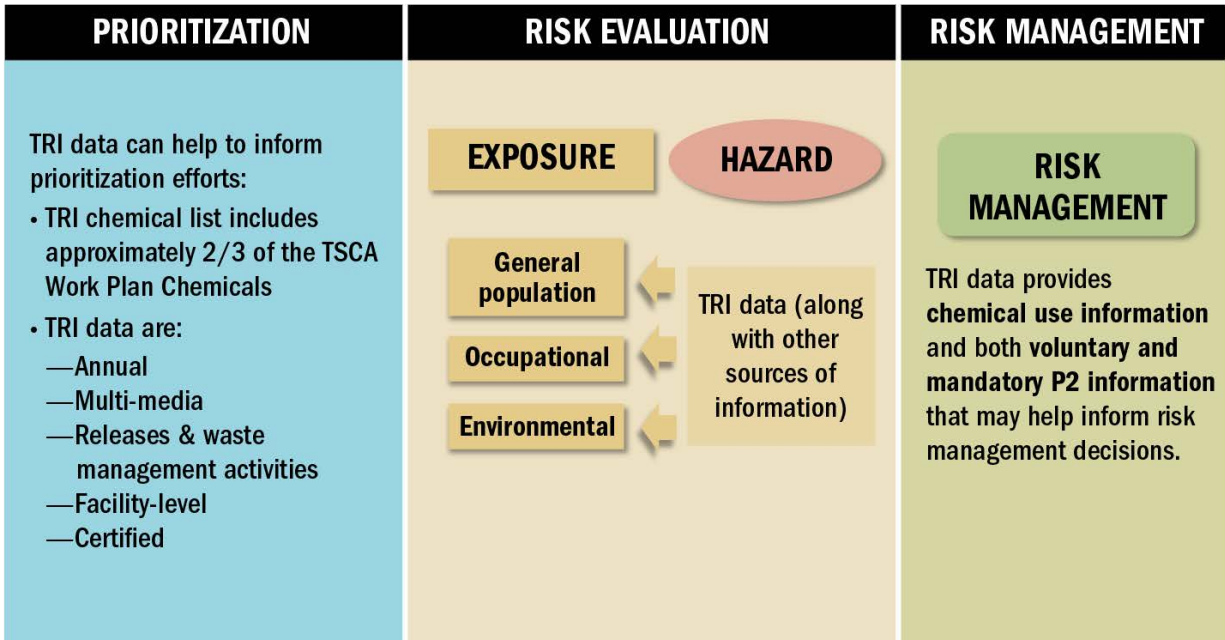 PRIORITIZATION
TRI data can help to inform
prioritization efforts:
• TRI chemical list includes
approximately 2/3 of the TSCA
Work Plan Chemicals
• TRI data are:
—Annual
—Multi-media
—Releases & waste
management activities
—Facility-level
—Certified
RISK EVALUATION
EXPOSURE
HAZARD
General
population
Occupational
Environmental
TRI data (along
with other
sources of
information)
RISK MANAGEMENT
RISK
MANAGEMENT
TRI data provides
chemical use information
and both voluntary and
mandatory P2 information
that may help inform risk
management decisions.